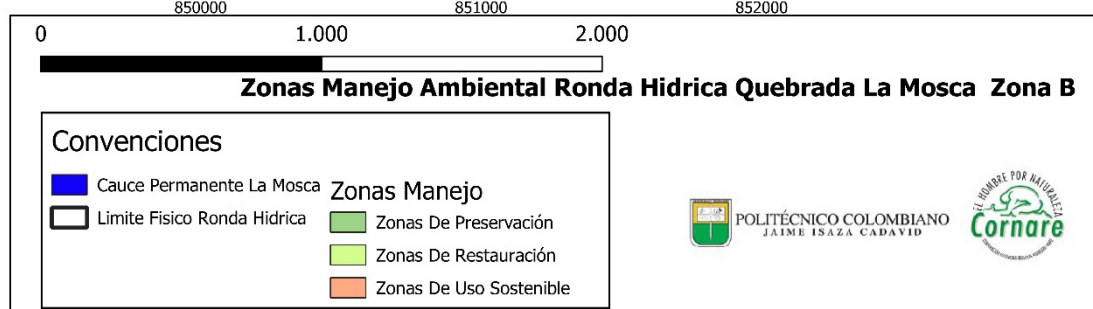 850000 851000 852000
0 1.000 2.000
Zonas Manejo Ambiental Ronda Hidrica Quebrada La Mosca Zona B
Convenciones
Cauce Permanente La Mosca
Limite Fisico Ronda Hidrica
Zonas Manejo
Zonas De Preservación
Zonas De Restauración
Zonas De Uso Sostenible
POLITÉCNICO COLOMBIANO
JAIME ISAZA CADAVID
EL HOMBRE POR NATURALEZA
Cornare